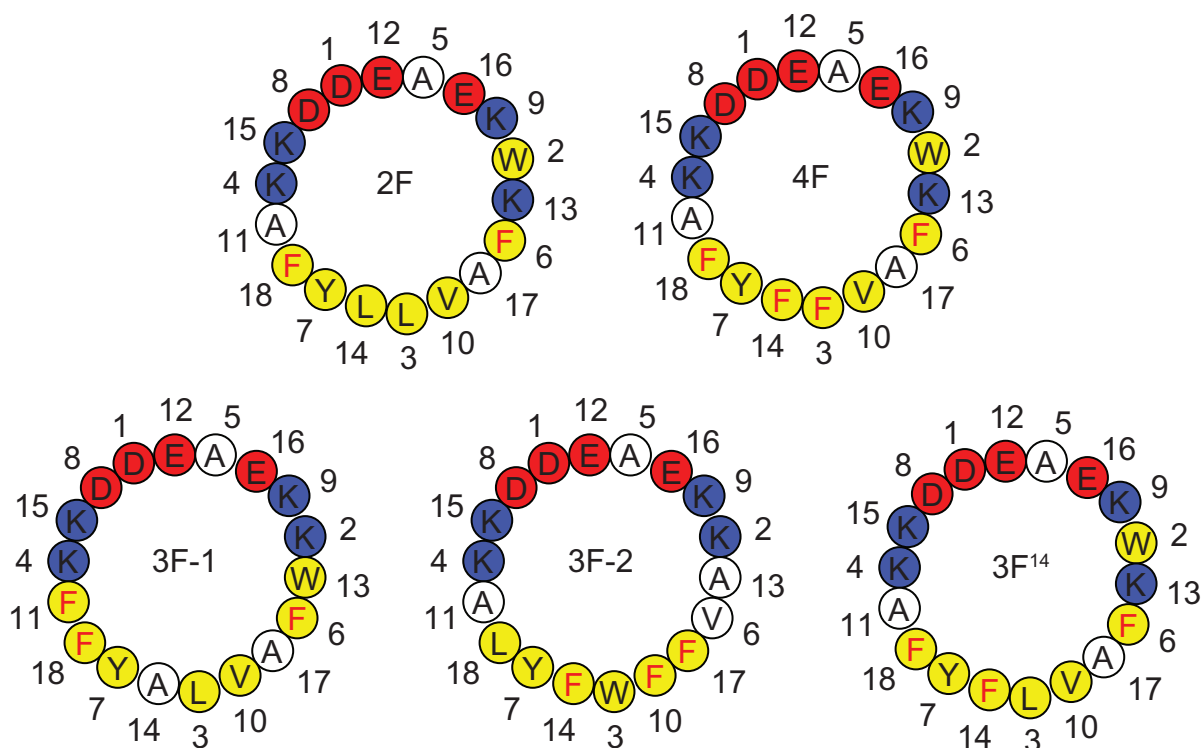 8 1 12 5 16 9 2 13 6 17 10 3 14 7 18 11 4 15
D D E A E K W K F A V L L Y F A K K
2F
8 1 12 5 16 9 2 13 6 17 10 3 14 7 18 11 4 15
D D E A E K W K F A V F F Y F A K K
4F
8 1 12 5 16 9 2 13 6 17 10 3 14 7 18 11 4 15
D D E A E K K W F A V L A Y F F K K
3F-1
8 1 12 5 16 9 2 13 6 17 10 3 14 7 18 11 4 15
D D E A E K K A V F F W F Y L A K K
3F-2
8 1 12 5 16 9 2 13 6 17 10 3 14 7 18 11 4 15
D D E A E K W K F A V L F Y F A K K
3F¹⁴